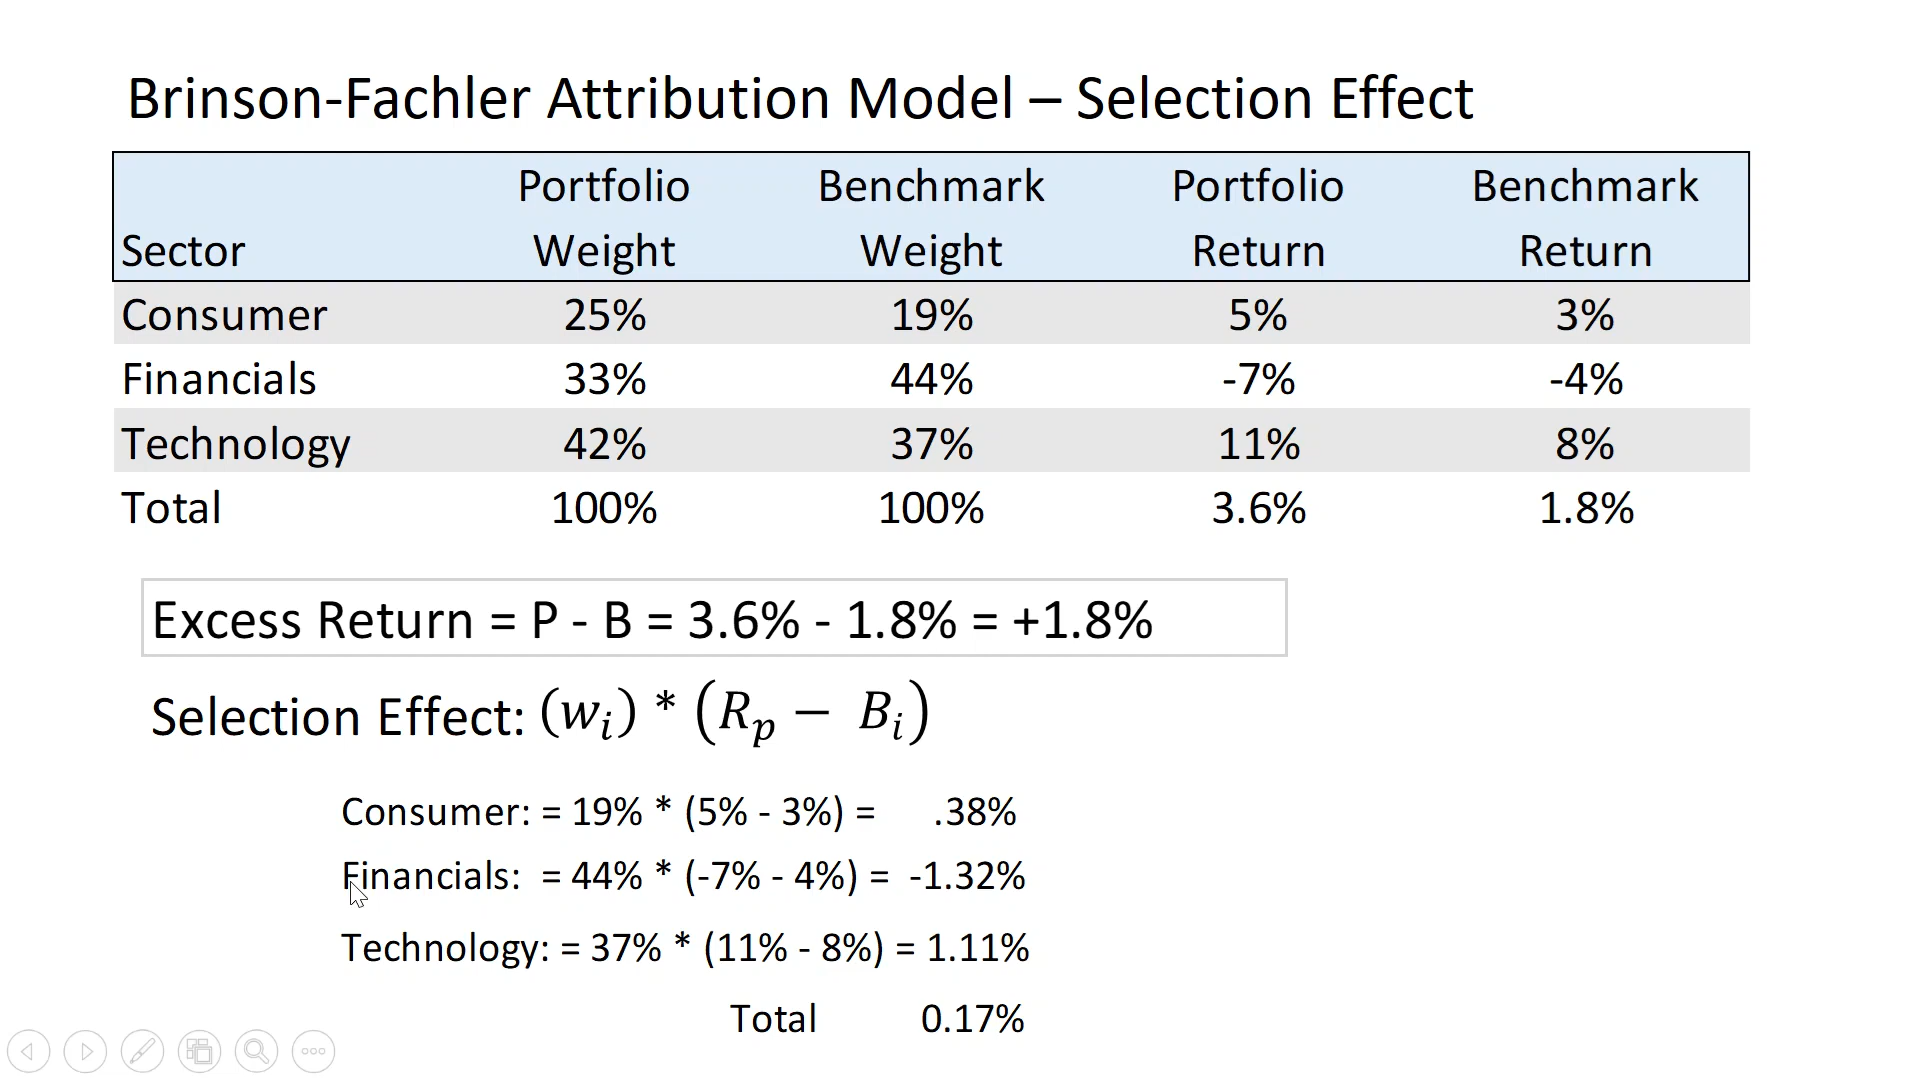 Brinson-Fachler Attribution Model – Selection Effect
Portfolio Benchmark Portfolio Benchmark
Sector Weight Weight Return Return
Consumer 25% 19% 5% 3%
Financials 33% 44% -7% -4%
Technology 42% 37% 11% 8%
Total 100% 100% 3.6% 1.8%
Excess Return = P - B = 3.6% - 1.8% = +1.8%
Selection Effect: (wᵢ) * (Rₚ − Bᵢ)
Consumer: = 19% * (5% - 3%) = .38%
Financials: = 44% * (-7% - 4%) = -1.32%
Technology: = 37% * (11% - 8%) = 1.11%
Total 0.17%